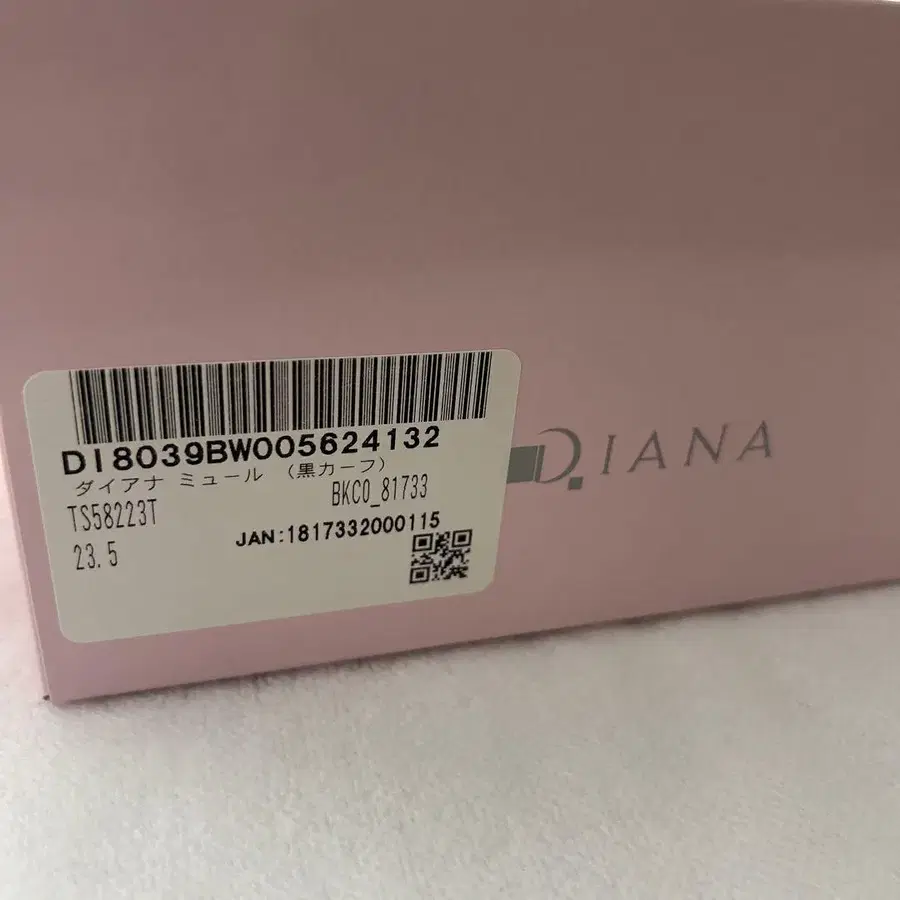 DI8039BW005624132
ダイアナ ミュール (黒カーフ)
TS58223T
BKC0_81733
JAN:1817332000115
23.5
DIANA